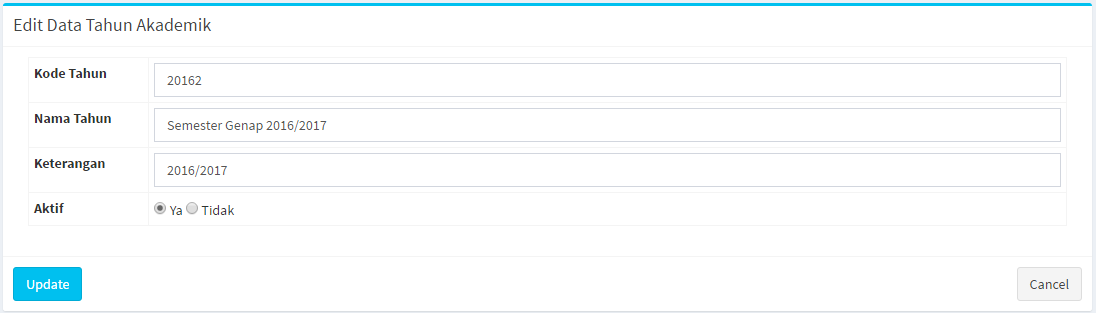 Edit Data Tahun Akademik
Kode Tahun 20162
Nama Tahun Semester Genap 2016/2017
Keterangan 2016/2017
Aktif Ya Tidak
Update Cancel